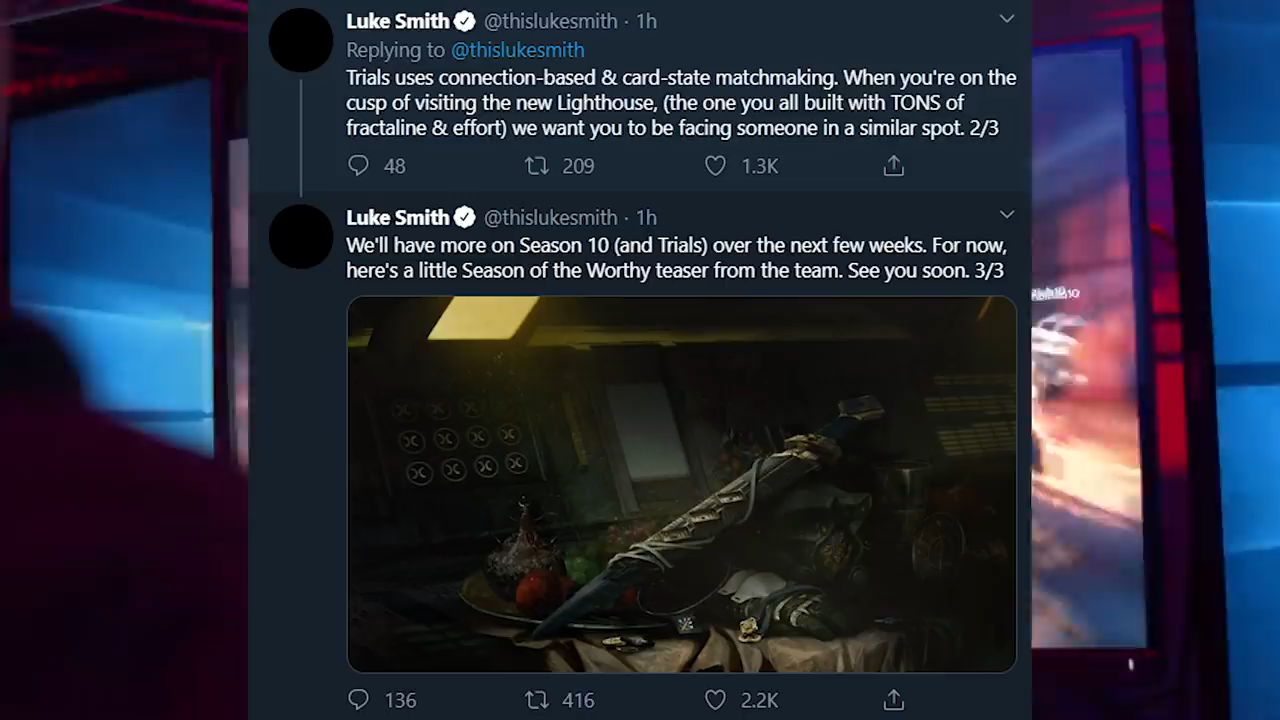 Luke Smith @thislukesmith · 1h
Replying to @thislukesmith
Trials uses connection-based & card-state matchmaking. When you're on the
cusp of visiting the new Lighthouse, (the one you all built with TONS of
fractaline & effort) we want you to be facing someone in a similar spot. 2/3
48 209 1.3K
Luke Smith @thislukesmith · 1h
We'll have more on Season 10 (and Trials) over the next few weeks. For now,
here's a little Season of the Worthy teaser from the team. See you soon. 3/3
136 416 2.2K